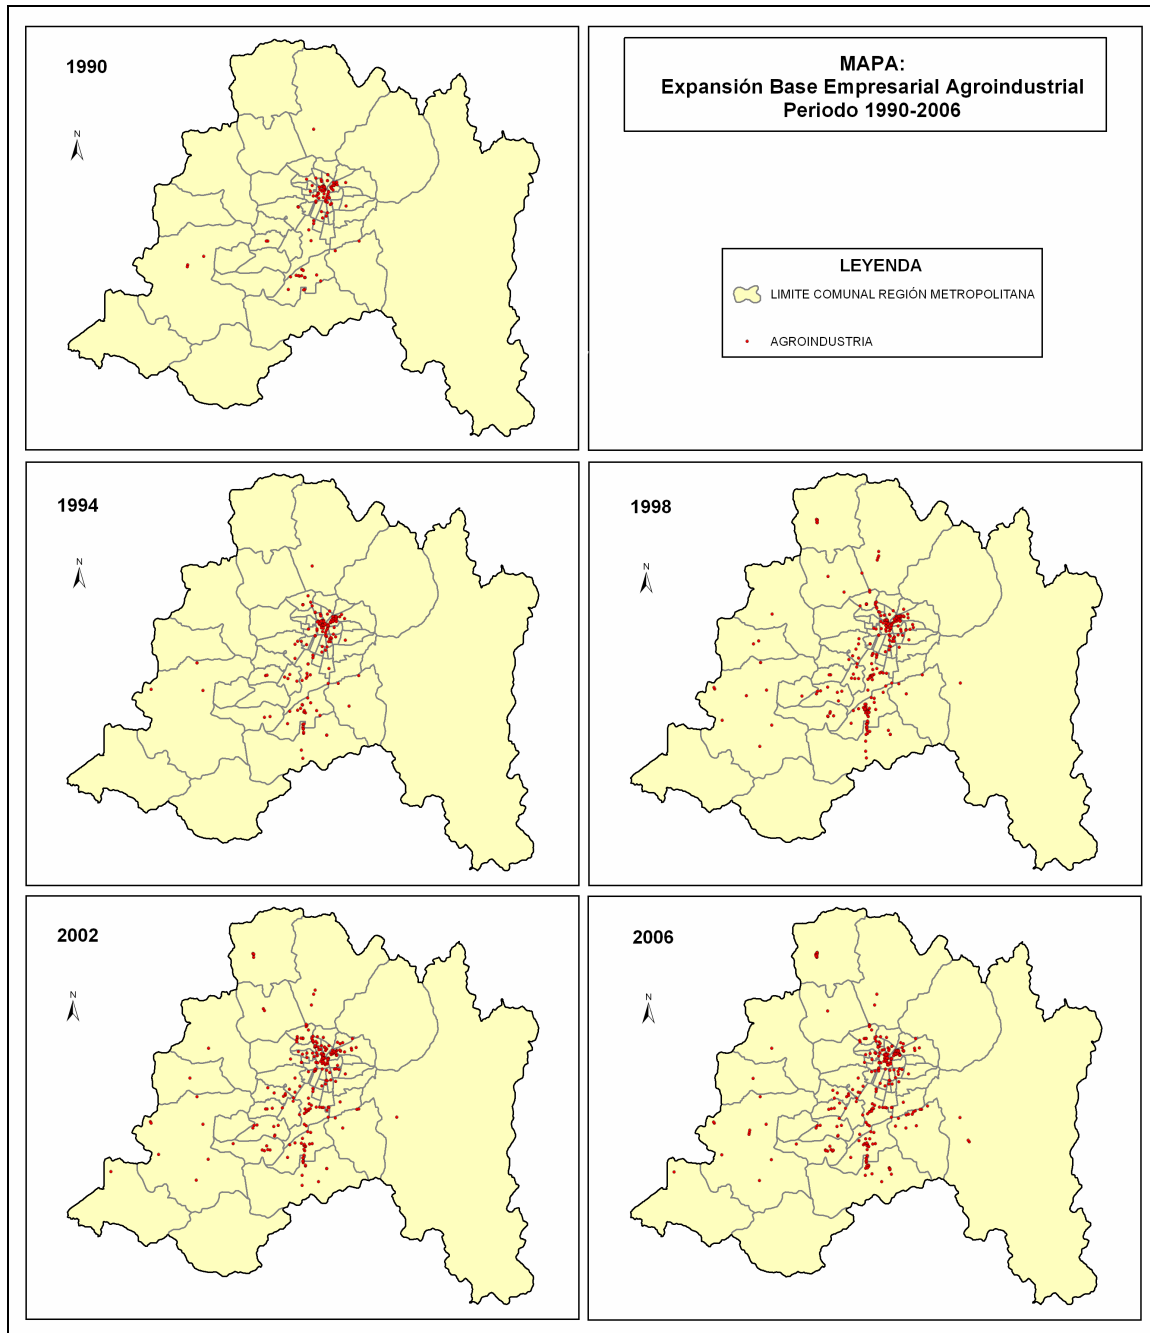 1990
N
MAPA:
Expansión Base Empresarial Agroindustrial
Periodo 1990-2006
LEYENDA
LIMITE COMUNAL REGIÓN METROPOLITANA
AGROINDUSTRIA
1994
N
1998
N
2002
N
2006
N